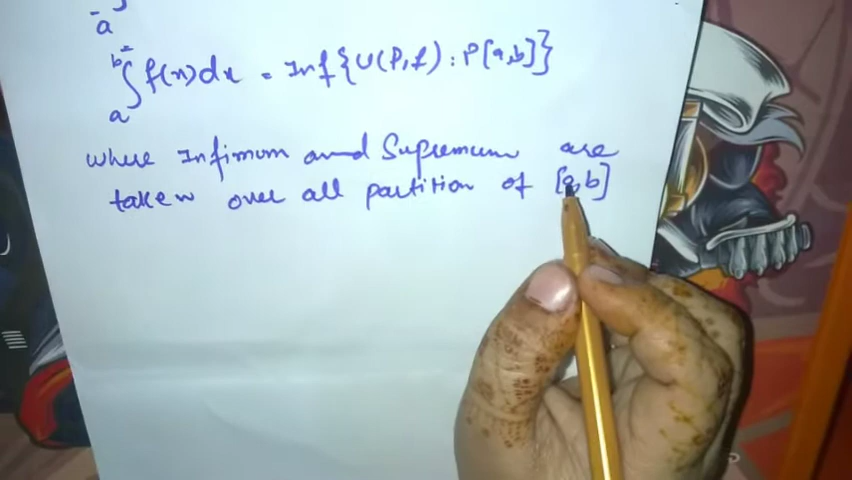 a
b
∫ f(x)dx = Inf{U(P,f) : P[a,b]}
a
where Infimum and Supremum are
taken over all partition of [a,b]